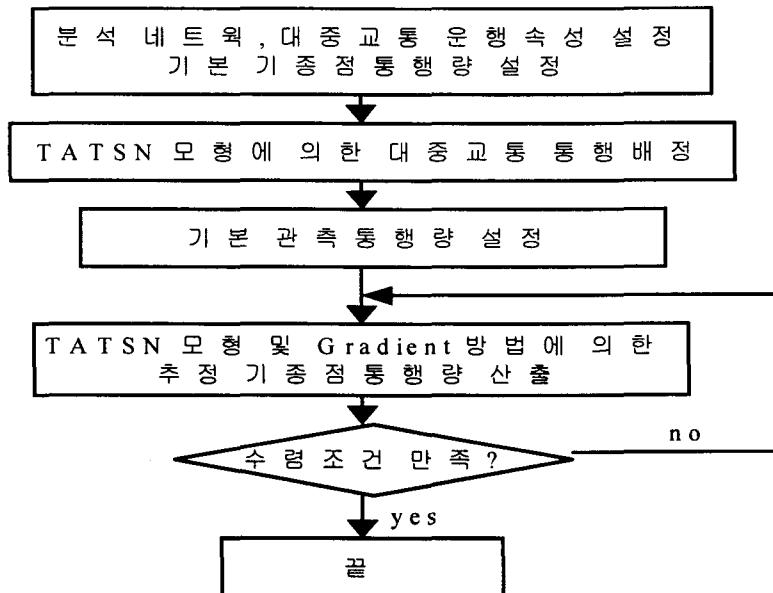 분석 네트웍,대중교통 운행속성 설정
기본 기종점통행량 설정
TATSN 모형에 의한 대중교통 통행배정
기본 관측통행량 설정
TATSN 모형 및 Gradient 방법에 의한
추정 기종점통행량 산출
수령조건 만족?
no
yes
끝